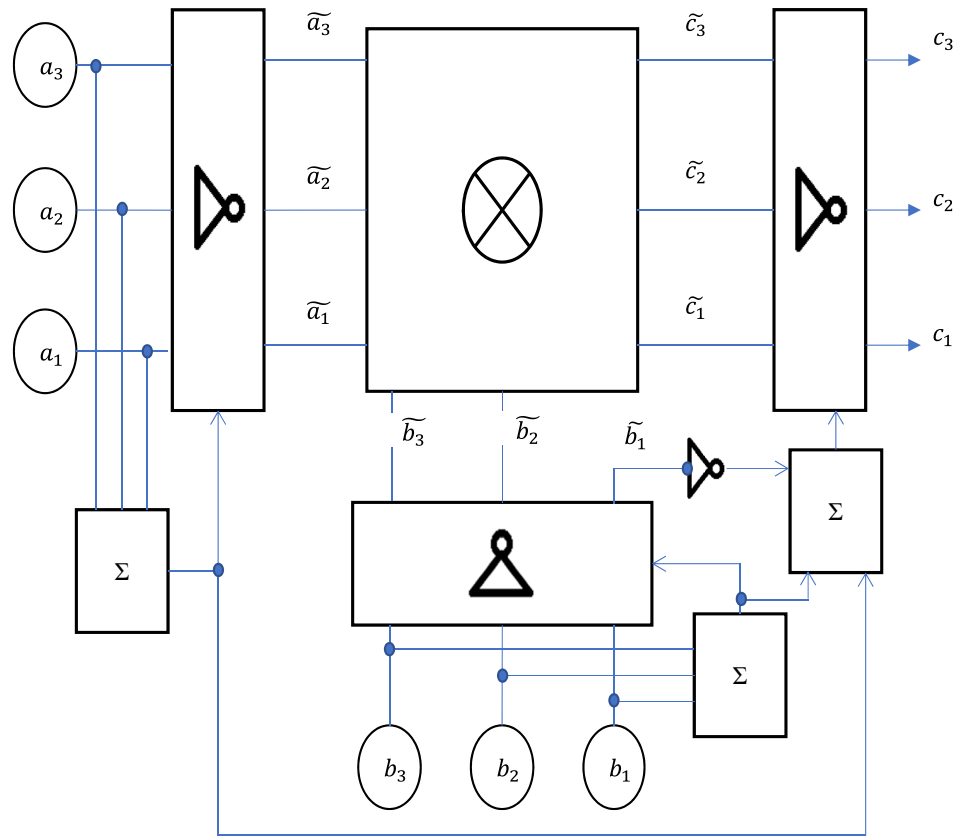 a₃ ã₃ c̃₃ c₃
a₂ ã₂ c̃₂ c₂
a₁ ã₁ c̃₁ c₁
b̃₃ b̃₂ b̃₁
Σ Σ
Σ
b₃ b₂ b₁